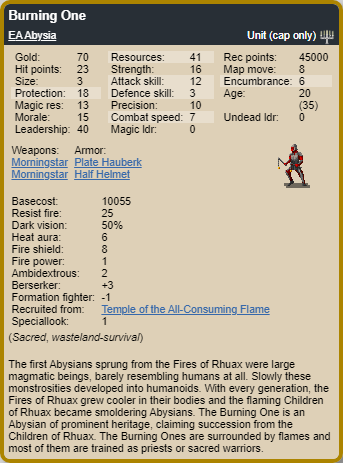 Burning One
EA Abysia Unit (cap only)
Gold: 70 Resources: 41 Rec points: 45000
Hit points: 23 Strength: 16 Map move: 8
Size: 3 Attack skill: 12 Encumbrance: 6
Protection: 18 Defence skill: 3 Age: 20
Magic res: 13 Precision: 10 (35)
Morale: 15 Combat speed: 7 Undead ldr: 0
Leadership: 40 Magic ldr: 0
Weapons: Armor:
Morningstar Plate Hauberk
Morningstar Half Helmet
Basecost: 10055
Resist fire: 25
Dark vision: 50%
Heat aura: 6
Fire shield: 8
Fire power: 1
Ambidextrous: 2
Berserker: +3
Formation fighter: -1
Recruited from: Temple of the All-Consuming Flame
Speciallook: 1
(Sacred, wasteland-survival)
The first Abysians sprung from the Fires of Rhuax were large
magmatic beings, barely resembling humans at all. Slowly these
monstrosities developed into humanoids. With every generation, the
Fires of Rhuax grew cooler in their bodies and the flaming Children
of Rhuax became smoldering Abysians. The Burning One is an
Abysian of prominent heritage, claiming succession from the
Children of Rhuax. The Burning Ones are surrounded by flames and
most of them are trained as priests or sacred warriors.